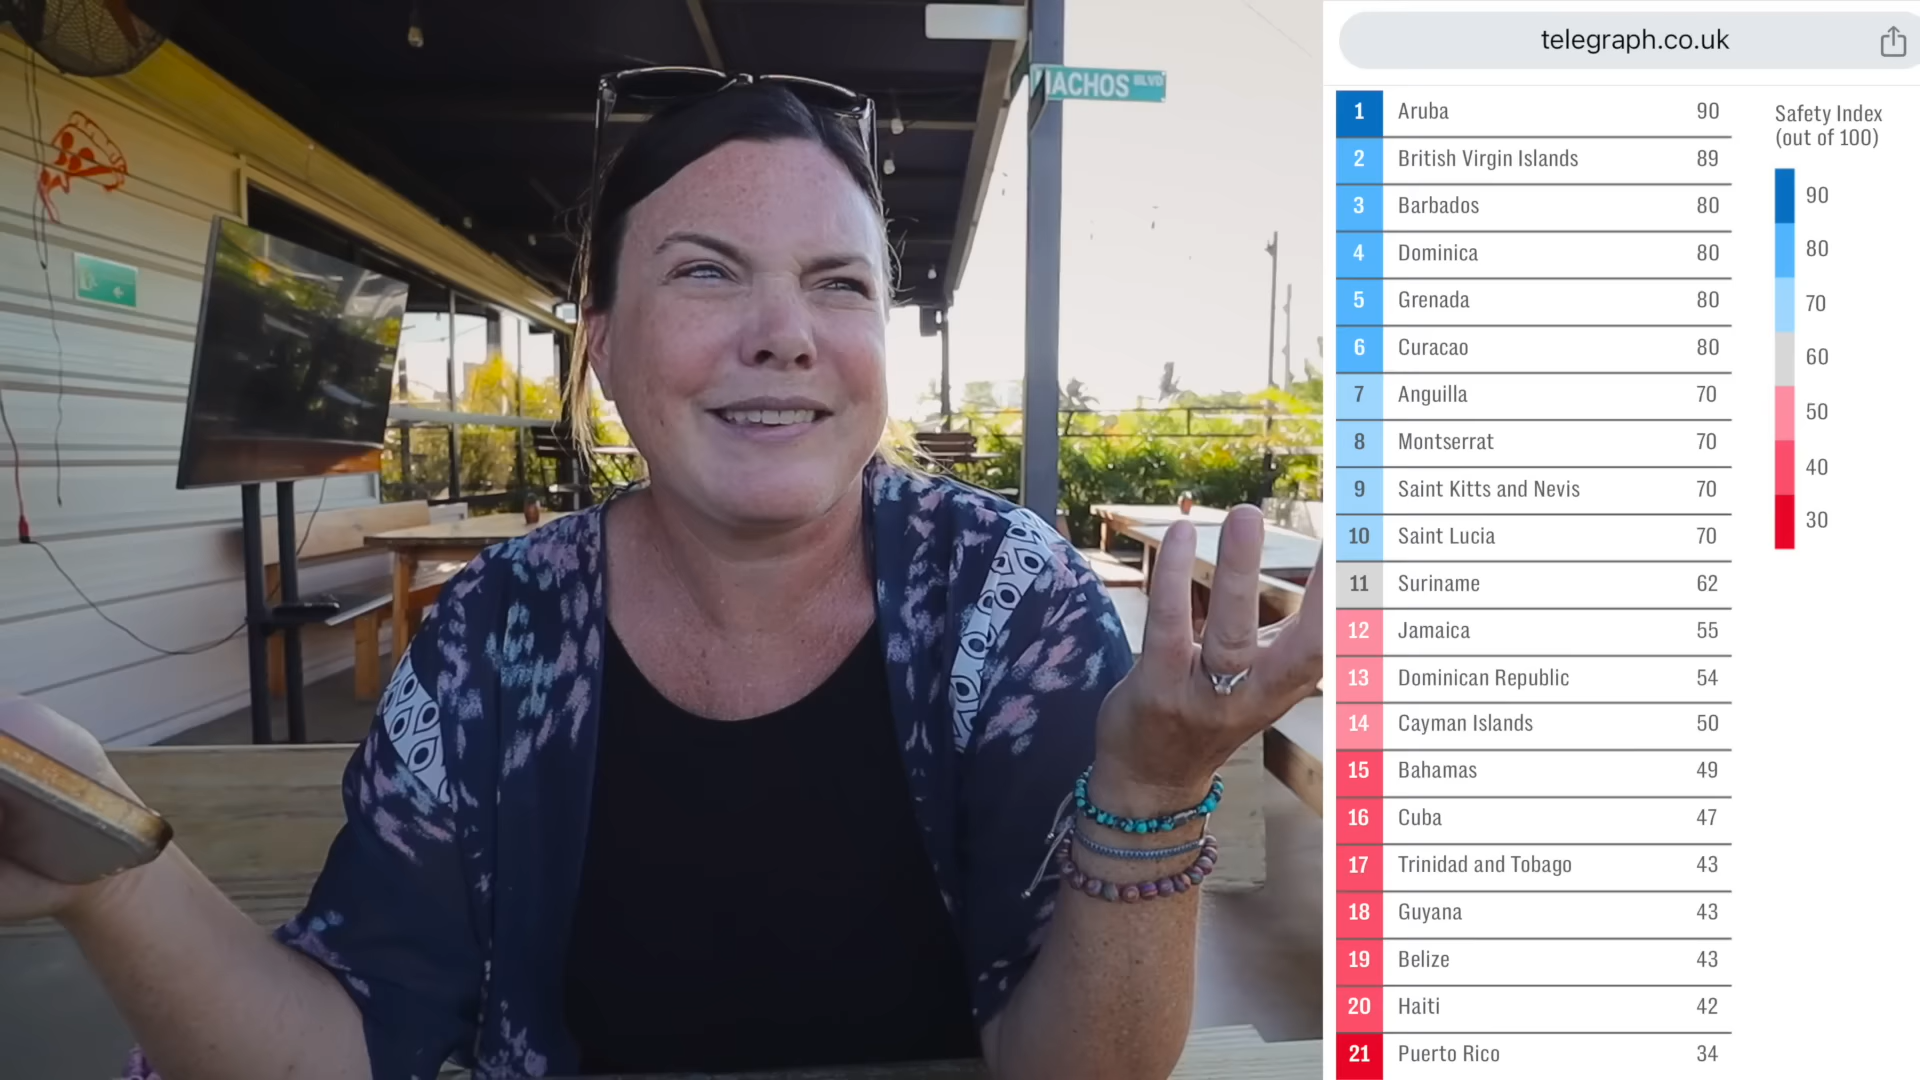 ACHOS BLVD
telegraph.co.uk
1 Aruba 90
2 British Virgin Islands 89
3 Barbados 80
4 Dominica 80
5 Grenada 80
6 Curacao 80
7 Anguilla 70
8 Montserrat 70
9 Saint Kitts and Nevis 70
10 Saint Lucia 70
11 Suriname 62
12 Jamaica 55
13 Dominican Republic 54
14 Cayman Islands 50
15 Bahamas 49
16 Cuba 47
17 Trinidad and Tobago 43
18 Guyana 43
19 Belize 43
20 Haiti 42
21 Puerto Rico 34
Safety Index
(out of 100)
90
80
70
60
50
40
30